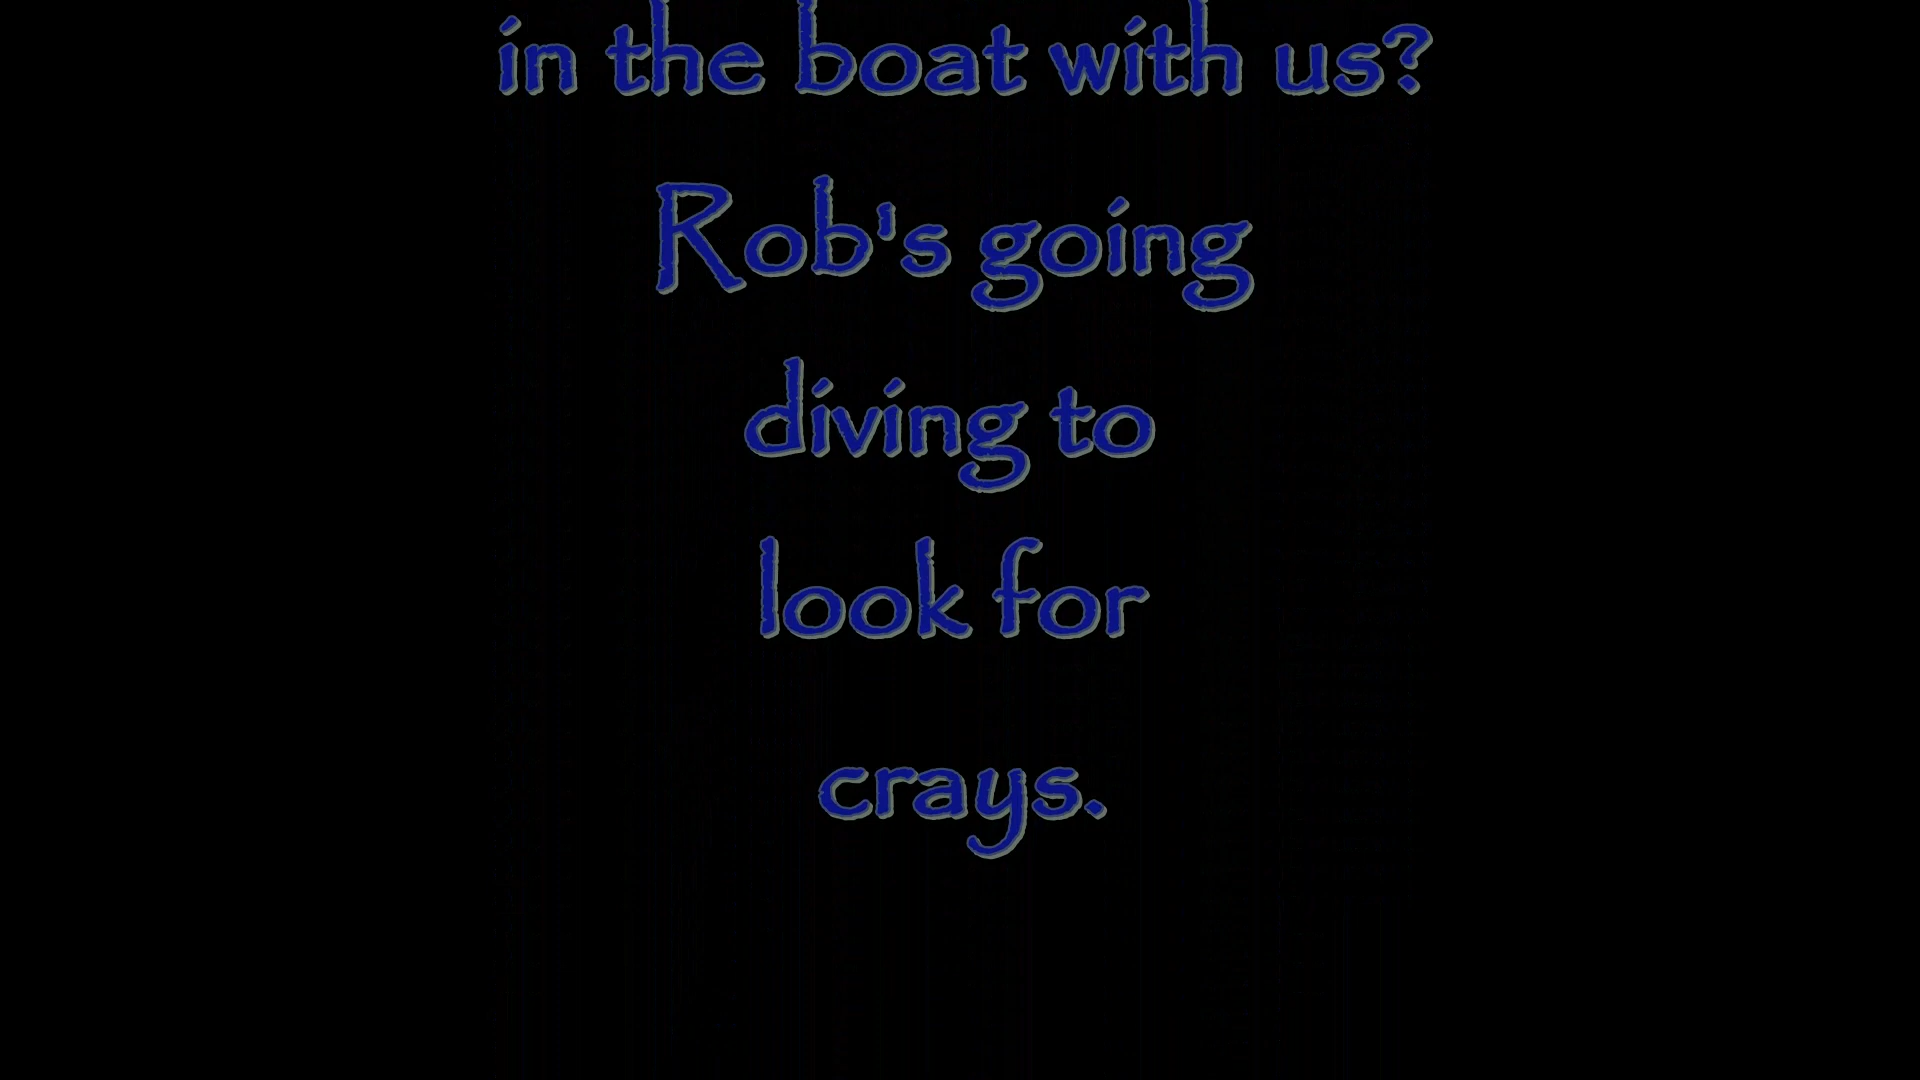 in the boat with us?
Rob's going
diving to
look for
crays.